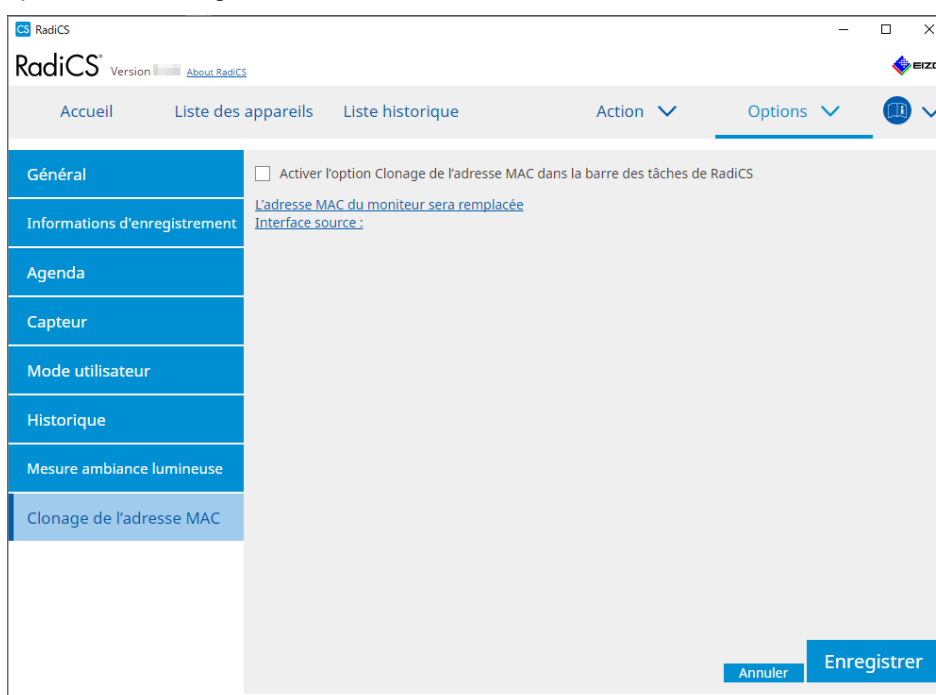 CS RadiCS
RadiCS Version About RadiCS
Accueil Liste des appareils Liste historique Action Options
Général
Activer l'option Clonage de l'adresse MAC dans la barre des tâches de RadiCS
L'adresse MAC du moniteur sera remplacée
Informations d'enregistrement
Interface source :
Agenda
Capteur
Mode utilisateur
Historique
Mesure ambiance lumineuse
Clonage de l'adresse MAC
Annuler Enregistrer